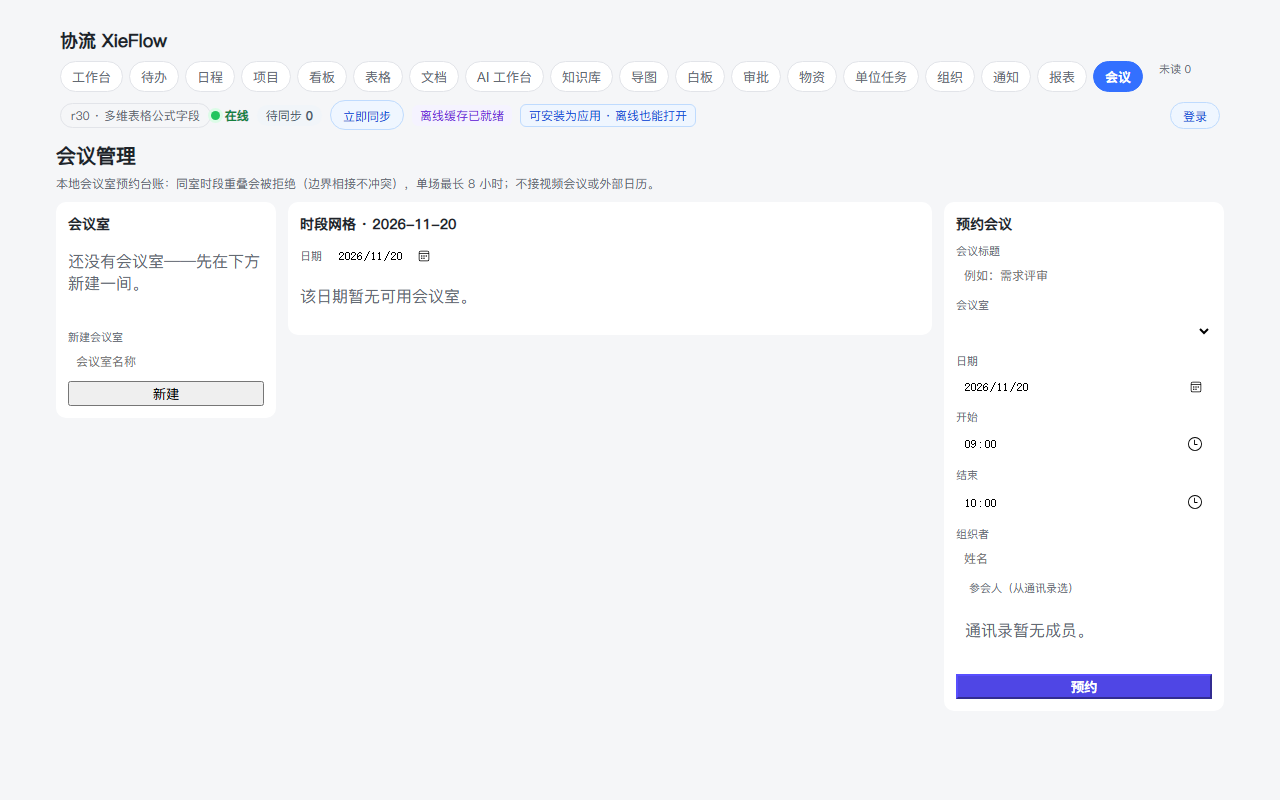 协流 XieFlow
工作台 待办 日程 项目 看板 表格 文档 AI 工作台 知识库 导图 白板 审批 物资 单位任务 组织 通知 报表 会议 未读 0
r30 · 多维表格公式字段 在线 待同步 0 立即同步 离线缓存已就绪 可安装为应用 · 离线也能打开 登录
会议管理
本地会议室预约台账：同室时段重叠会被拒绝（边界相接不冲突），单场最长 8 小时；不接视频会议或外部日历。
会议室
还没有会议室——先在下方
新建一间。
新建会议室
会议室名称
新建
时段网格 · 2026-11-20
日期 2026/11/20
该日期暂无可用会议室。
预约会议
会议标题
例如：需求评审
会议室
日期
2026/11/20
开始
09:00
结束
10:00
组织者
姓名
参会人（从通讯录选）
通讯录暂无成员。
预约